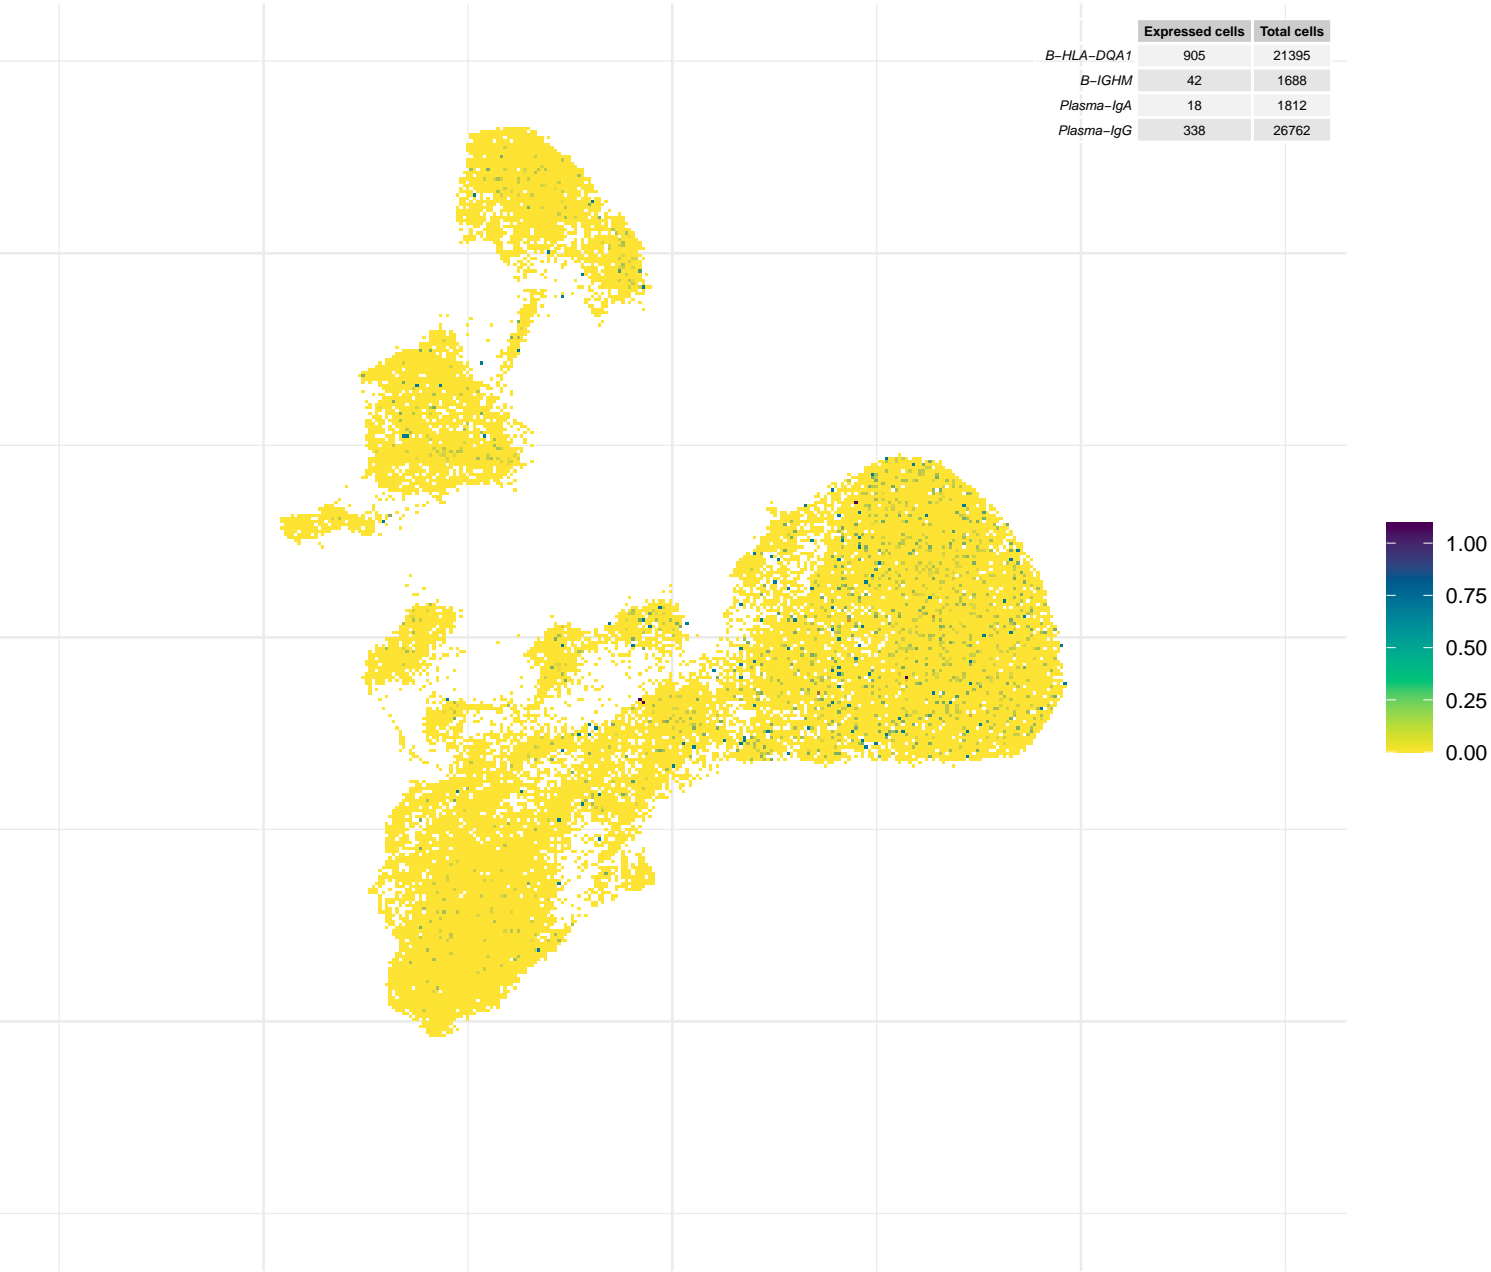 Expressed cells Total cells
B−HLA−DQA1 905 21395
B−IGHM 42 1688
Plasma−IgA 18 1812
Plasma−IgG 338 26762
1.00
0.75
0.50
0.25
0.00